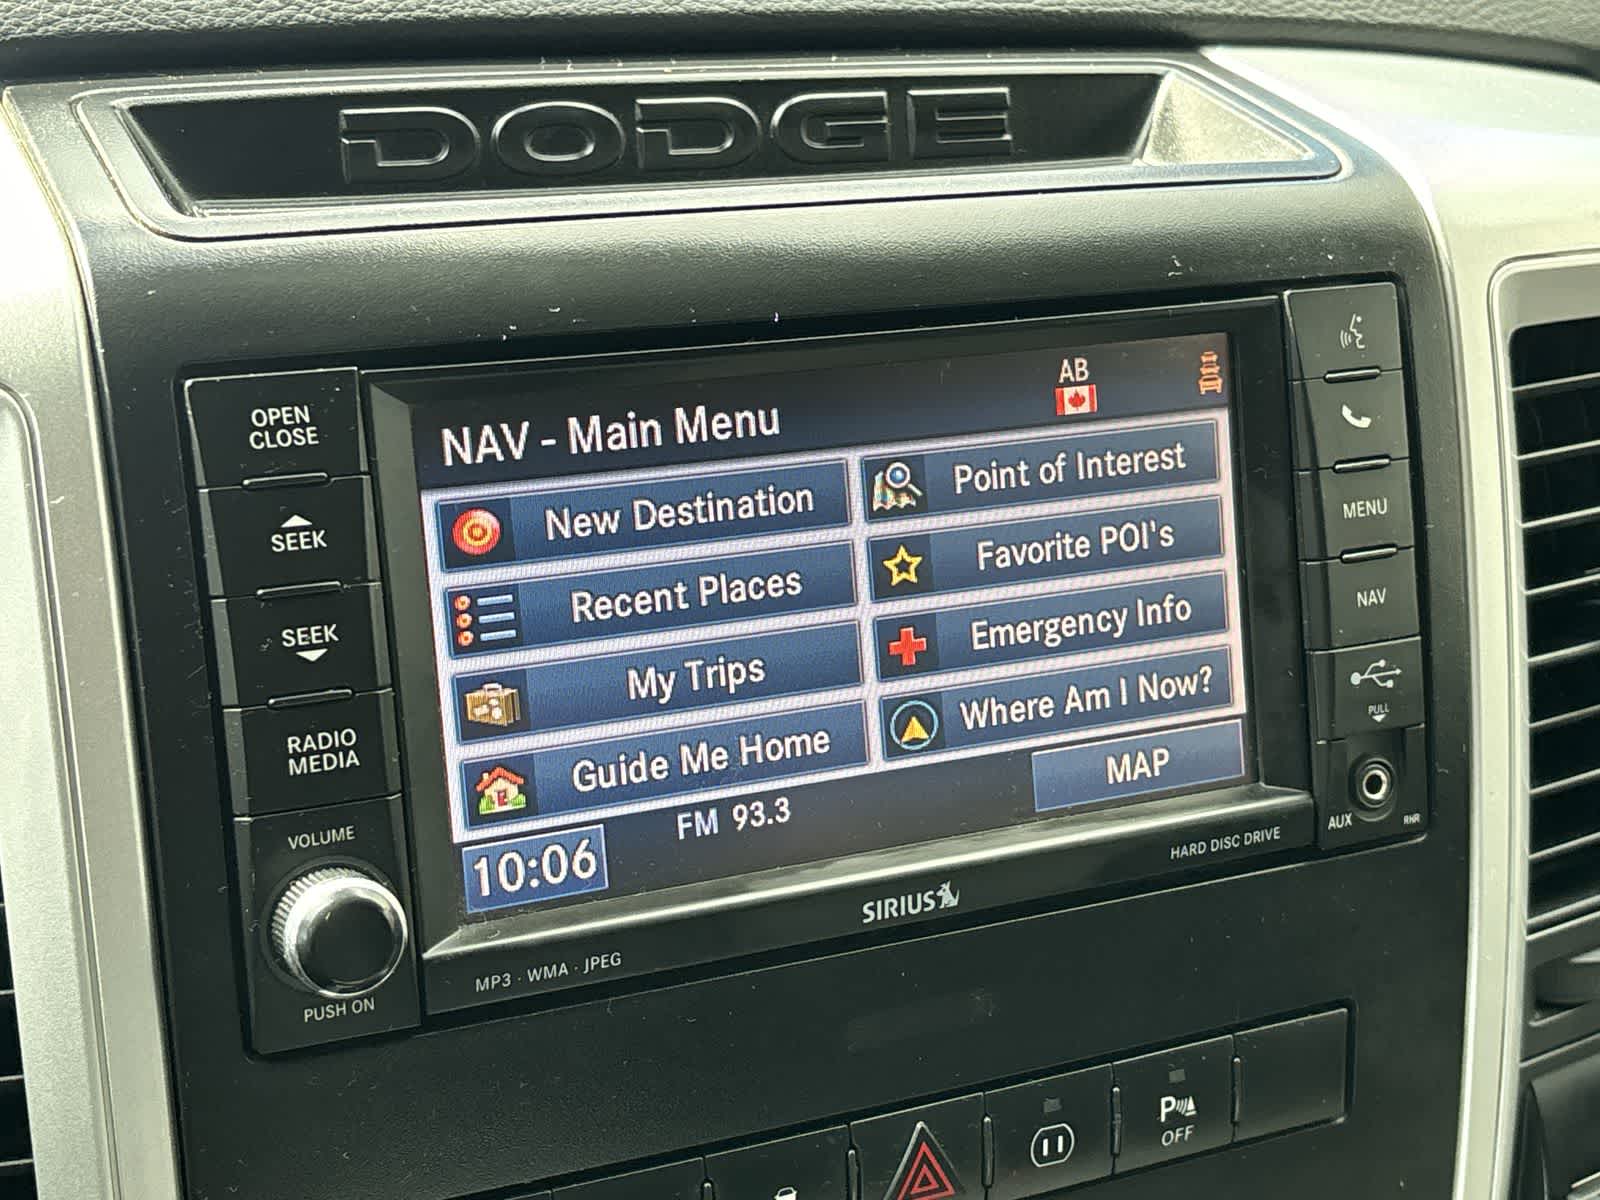 DODGE
OPEN
CLOSE
SEEK
SEEK
RADIO
MEDIA
VOLUME
PUSH ON
NAV - Main Menu
AB
New Destination
Point of Interest
Recent Places
Favorite POI's
My Trips
Emergency Info
Guide Me Home
Where Am I Now?
10:06
FM 93.3
MAP
MENU
NAV
PULL
AUX
RHR
HARD DISC DRIVE
SIRIUS
MP3 · WMA · JPEG
P
OFF